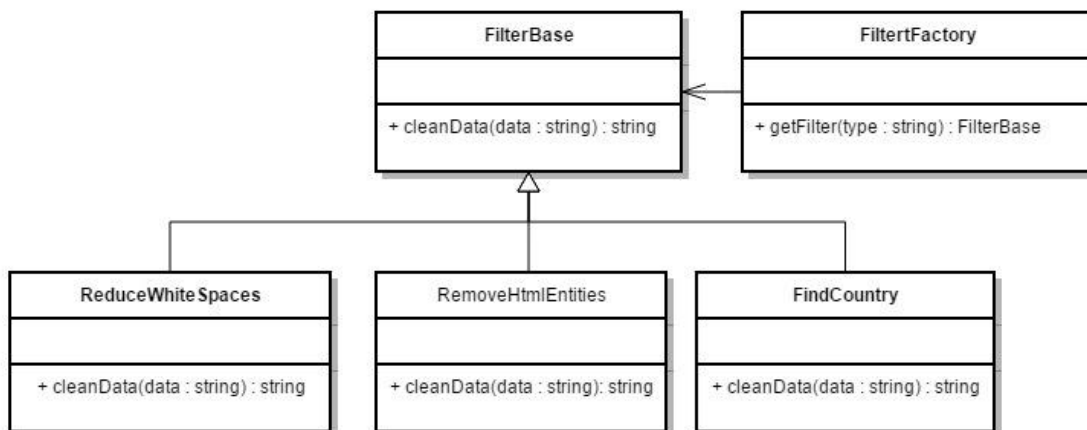 FilterBase
FiltertFactory
+ cleanData(data : string) : string
+ getFilter(type : string) : FilterBase
ReduceWhiteSpaces
RemoveHtmlEntities
FindCountry
+ cleanData(data : string) : string
+ cleanData(data : string): string
+ cleanData(data : string) : string